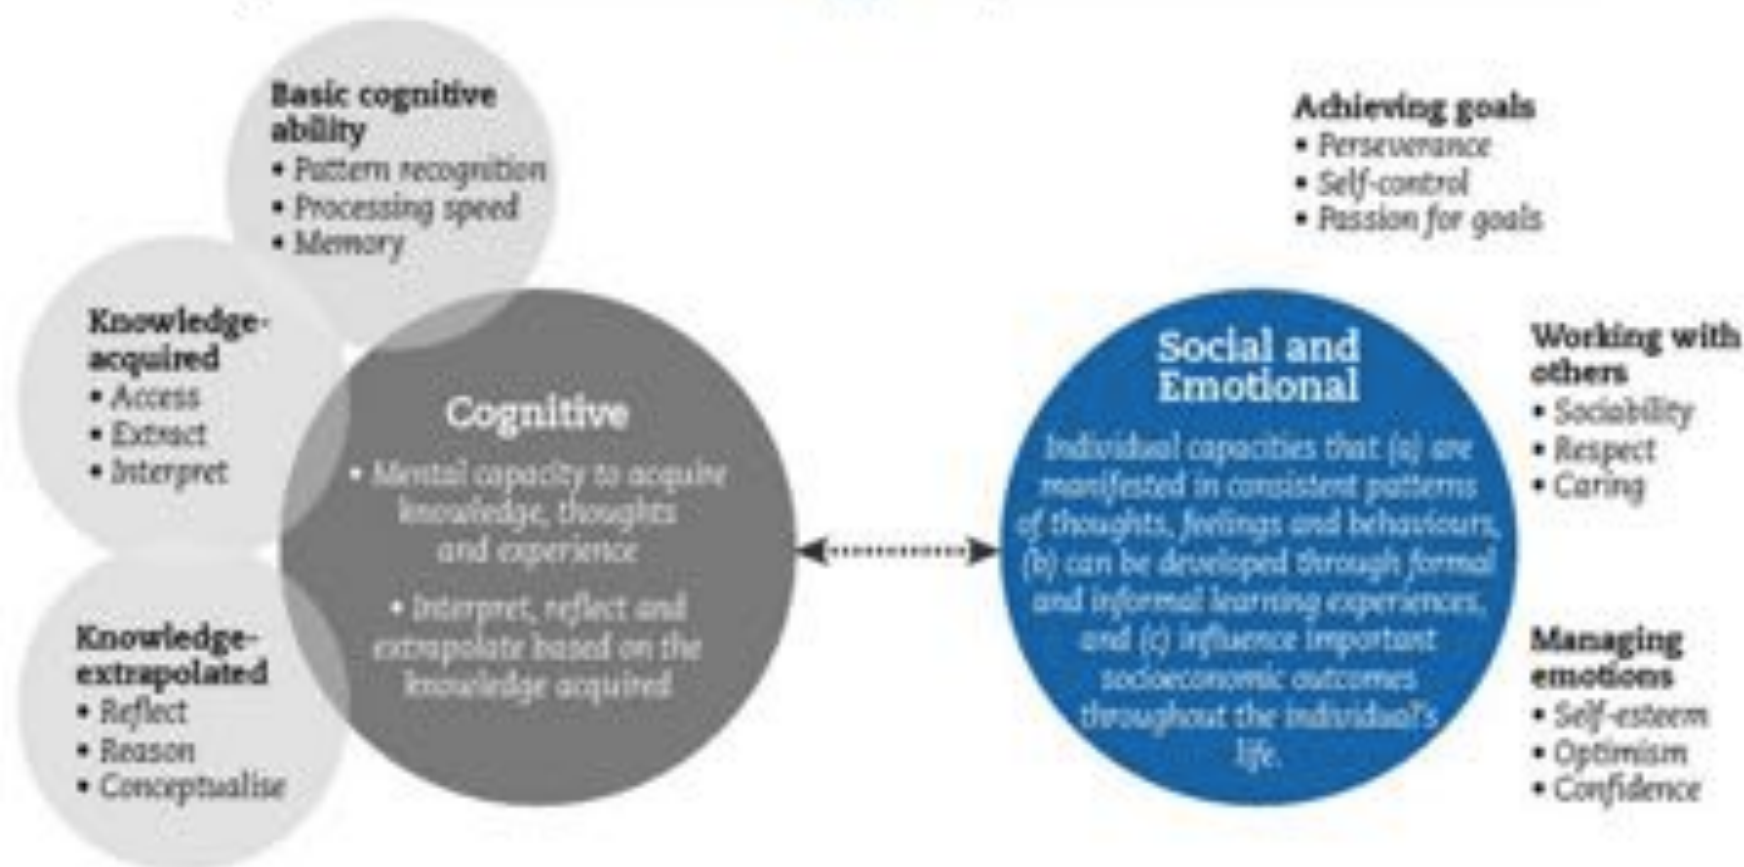 Basic cognitive
ability
• Pattern recognition
• Processing speed
• Memory
Knowledge-
acquired
• Access
• Extract
• Interpret
Knowledge-
extrapolated
• Reflect
• Reason
• Conceptualise
Cognitive
• Mental capacity to acquire
knowledge, thoughts
and experience
• Interpret, reflect and
extrapolate based on the
knowledge acquired
Social and
Emotional
Individual capacities that (a) are
manifested in consistent patterns
of thoughts, feelings and behaviours,
(b) can be developed through formal
and informal learning experiences,
and (c) influence important
socioeconomic outcomes
throughout the individual's
life.
Achieving goals
• Perseverance
• Self-control
• Passion for goals
Working with
others
• Sociability
• Respect
• Caring
Managing
emotions
• Self-esteem
• Optimism
• Confidence